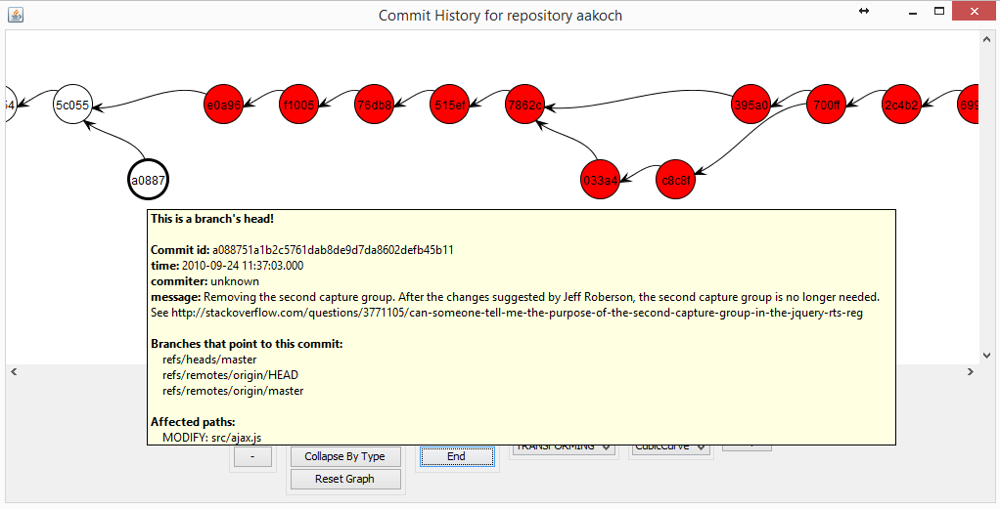 Commit History for repository aakoch
54
5c055
e0a96
f1005
76db8
515ef
7862c
395a0
700ff
2c4b2
699
a0887
033a4
c8c8f
This is a branch's head!
Commit id: a088751a1b2c5761dab8de9d7da8602defb45b11
time: 2010-09-24 11:37:03.000
commiter: unknown
message: Removing the second capture group. After the changes suggested by Jeff Roberson, the second capture group is no longer needed.
See http://stackoverflow.com/questions/3771105/can-someone-tell-me-the-purpose-of-the-second-capture-group-in-the-jquery-rts-reg
Branches that point to this commit:
refs/heads/master
refs/remotes/origin/HEAD
refs/remotes/origin/master
Affected paths:
MODIFY: src/ajax.js
TRANSFORMING
CubicCurve
-
Collapse By Type
End
Reset Graph